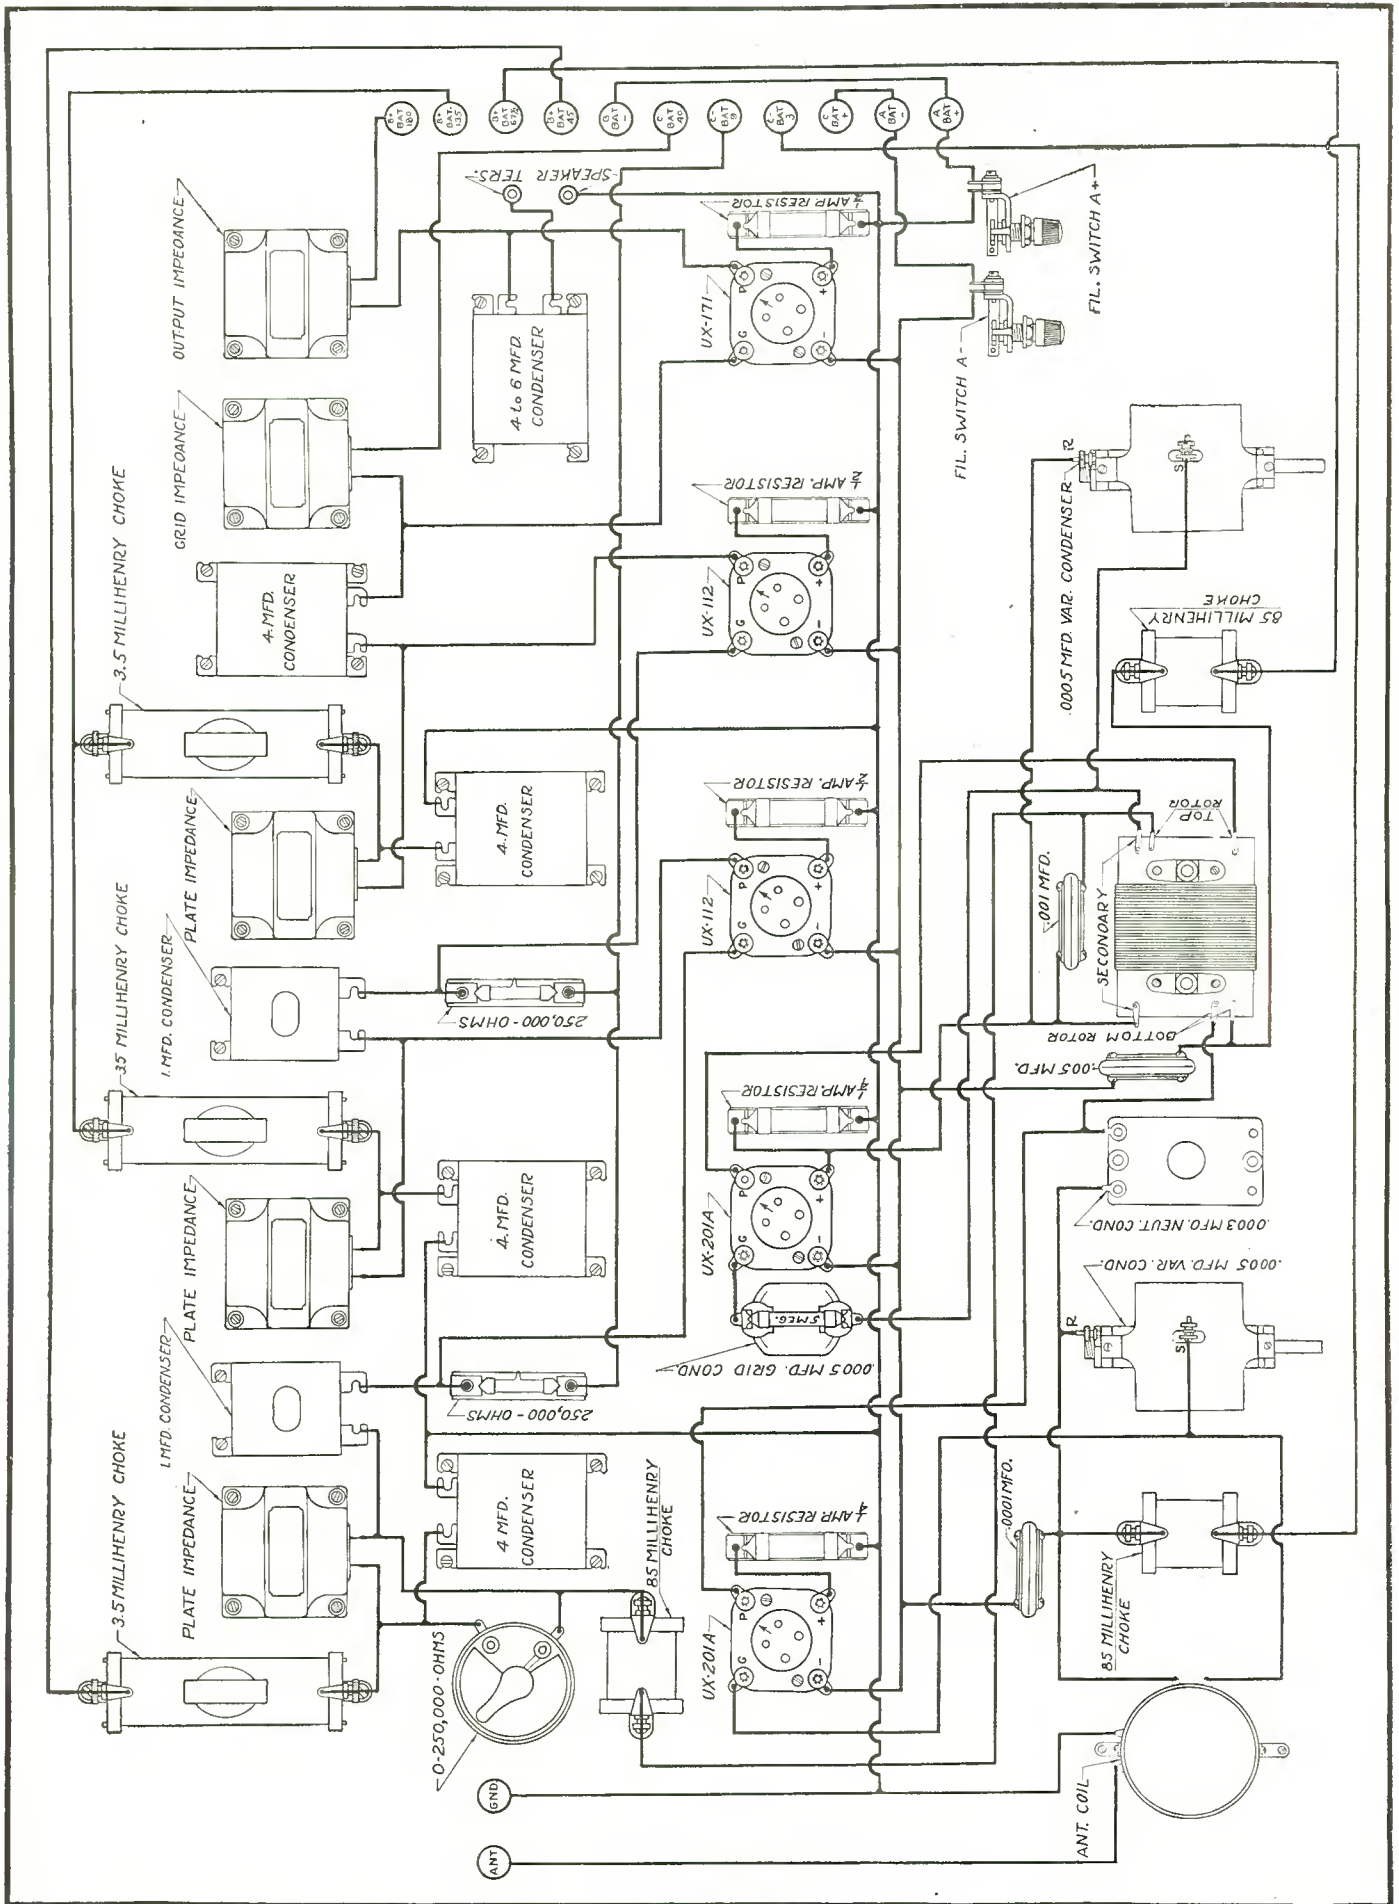 B+
BAT
180
B+
BAT.
135
B+
BAT
67½
B+
BAT
45
B
BAT
-
C
BAT
40
C-
BAT
9
C-
BAT
3
C
BAT
+
A
BAT
-
A
BAT
+
SPEAKER TERS.
OUTPUT IMPEDANCE
GRID IMPEDANCE
4 to 6 MFD.
CONDENSER
½ AMP RESISTOR
UX-171
P
G
+
-
FIL. SWITCH A+
FIL. SWITCH A-
3.5 MILLIHENRY CHOKE
4. MFD.
CONDENSER
½ AMP. RESISTOR
UX-112
P
G
+
-
.0005 MFD. VAR. CONDENSER
R
S
85 MILLIHENRY
CHOKE
PLATE IMPEDANCE
4. MFD.
CONDENSER
½ AMP. RESISTOR
UX-112
P
G
+
-
1. MFD. CONDENSER
250,000-OHMS
.001 MFD.
SECONDARY
TOP
ROTOR
BOTTOM ROTOR
.005 MFD.
35 MILLIHENRY CHOKE
PLATE IMPEDANCE
4. MFD.
CONDENSER
¼ AMP. RESISTOR
UX-201A
P
G
+
-
5 MEG.
.0005 MFD. GRID COND.
.0003 MFD. NEUT. COND.
.0005 MFD. VAR. COND.
R
S
1. MFD. CONDENSER
250,000-OHMS
3.5 MILLIHENRY CHOKE
PLATE IMPEDANCE
4 MFD.
CONDENSER
85 MILLIHENRY
CHOKE
0-250,000-OHMS
¼ AMP RESISTOR
UX-201A
P
G
+
-
.0001 MFD.
85 MILLIHENRY
CHOKE
GND
ANT
ANT. COIL